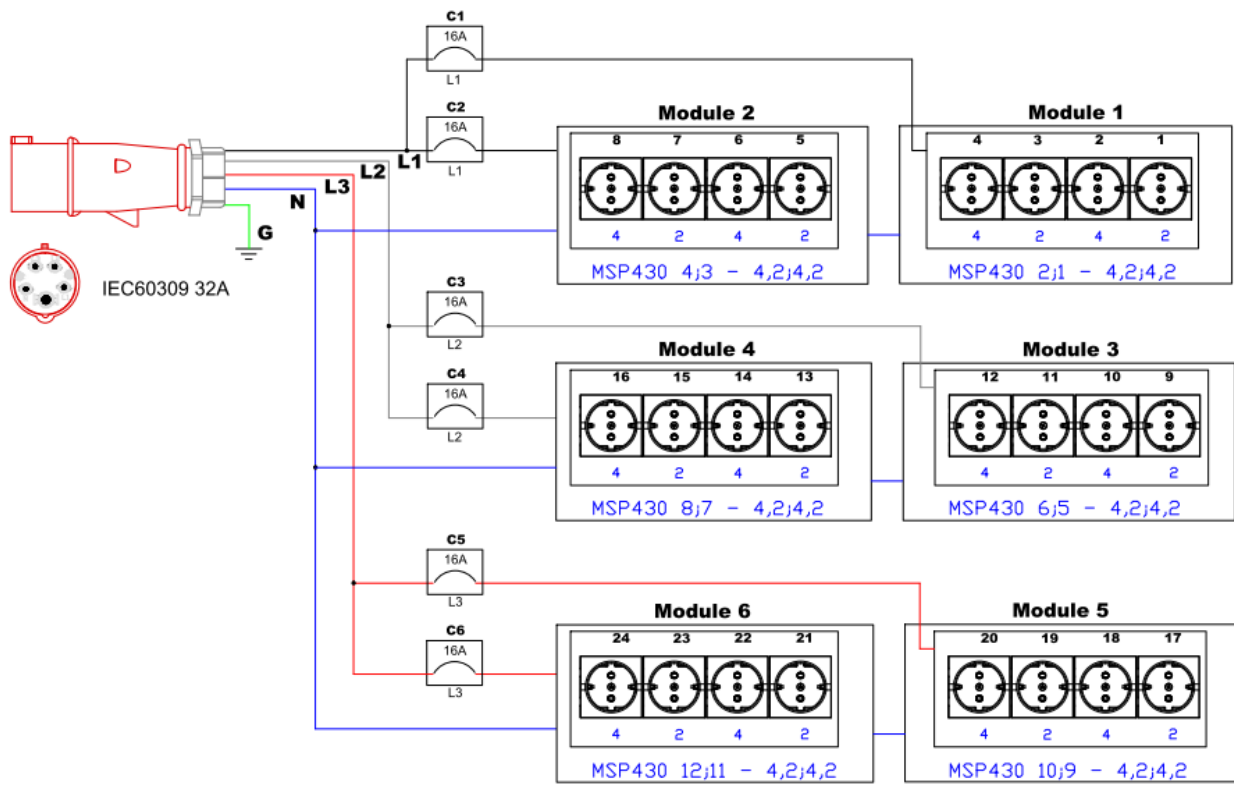 C1
16A
L1
C2
16A
L1
Module 2
Module 1
8 7 6 5
4 3 2 1
L1
L2
L3
N
G
4 2 4 2
4 2 4 2
MSP430 4;3 - 4,2;4,2
MSP430 2;1 - 4,2;4,2
IEC60309 32A
C3
16A
L2
C4
16A
L2
Module 4
Module 3
16 15 14 13
12 11 10 9
4 2 4 2
4 2 4 2
MSP430 8;7 - 4,2;4,2
MSP430 6;5 - 4,2;4,2
C5
16A
L3
C6
16A
L3
Module 6
Module 5
24 23 22 21
20 19 18 17
4 2 4 2
4 2 4 2
MSP430 12;11 - 4,2;4,2
MSP430 10;9 - 4,2;4,2